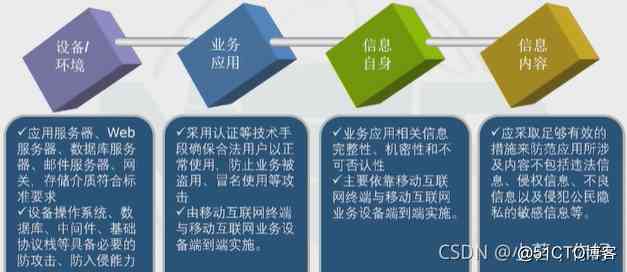 设备/
环境
业务
应用
信息
自身
信息
内容
✓应用服务器、Web
服务器、数据库服务
器、邮件服务器、网
关，存储介质符合标
准要求
✓设备操作系统、数
据库、中间件、基础
协议栈等具备必要的
防攻击、防入侵能力
✓采用认证等技术手
段确保合法用户以正
常使用，防止业务被
盗用、冒名使用等攻
击
✓由移动互联网终端
与移动互联网业务设
备端到端实施。
✓业务应用相关信息
完整性、机密性和不
可否认性
✓主要依靠移动互联
网终端与移动互联网
业务设备端到端实施。
✓应采取足够有效的
措施来防范应用所涉
及内容不包括违法信
息、侵权信息、不良
信息以及侵犯公民隐
私的敏感信息等。
CSDN @
@51CTO博客